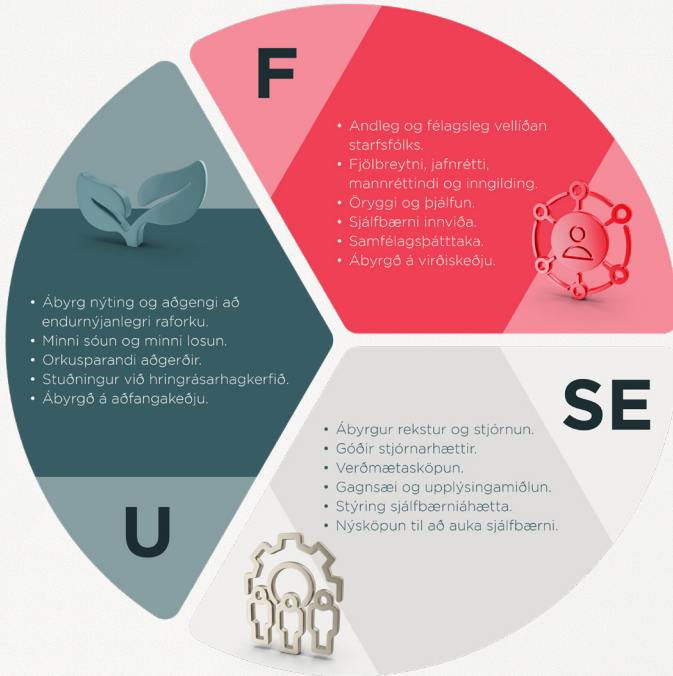 F
• Andleg og félagsleg vellíðan
starfsfólks.
• Fjölbreytni, jafnrétti,
mannréttindi og inngilding.
• Öryggi og þjálfun.
• Sjálfbærni innviða.
• Samfélagsþátttaka.
• Ábyrgð á virðiskeðju.
• Ábyrg nýting og aðgengi að
endurnýjanlegri raforku.
• Minni sóun og minni losun.
• Orkusparandi aðgerðir.
• Stuðningur við hringrásarhagkerfið.
• Ábyrgð á aðfangakeðju.
U
SE
• Ábyrgur rekstur og stjórnun.
• Góðir stjórnarhættir.
• Verðmætasköpun.
• Gagnsæi og upplýsingamiðlun.
• Stýring sjálfbærniáhætta.
• Nýsköpun til að auka sjálfbærni.